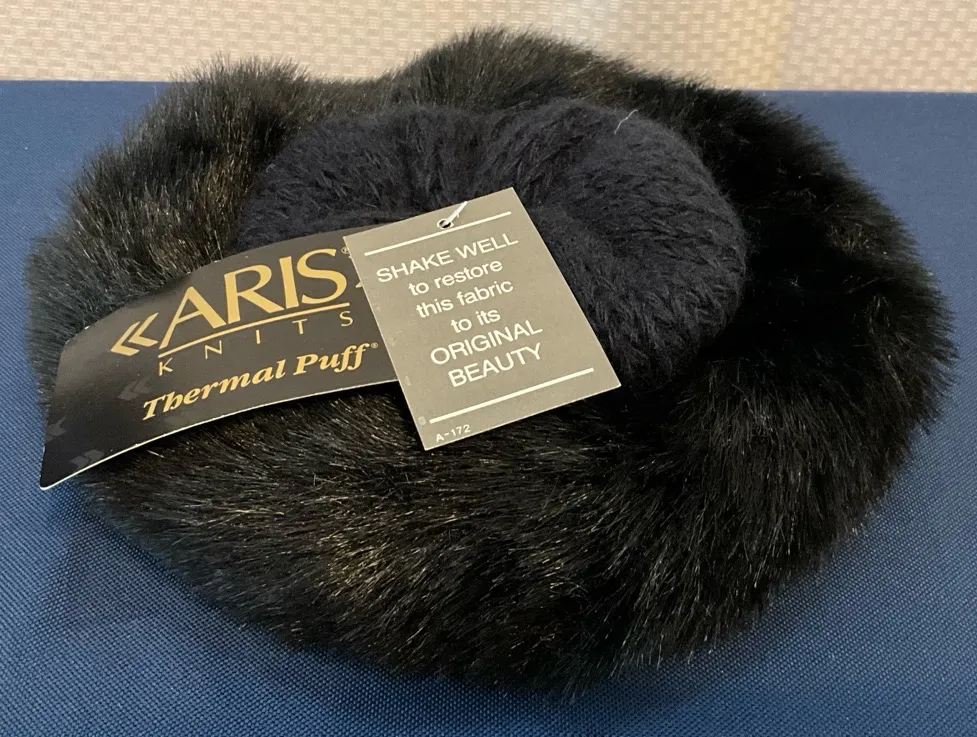 «ARIS®
KNITS
Thermal Puff®
SHAKE WELL
to restore
this fabric
to its
ORIGINAL
BEAUTY
A-172